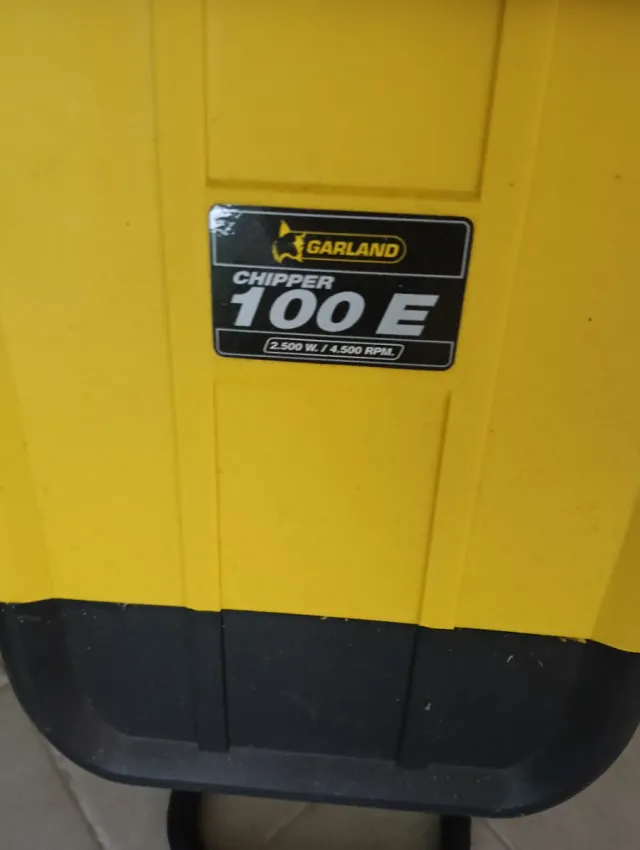 GARLAND
CHIPPER
100 E
2.500 W. / 4.500 RPM.